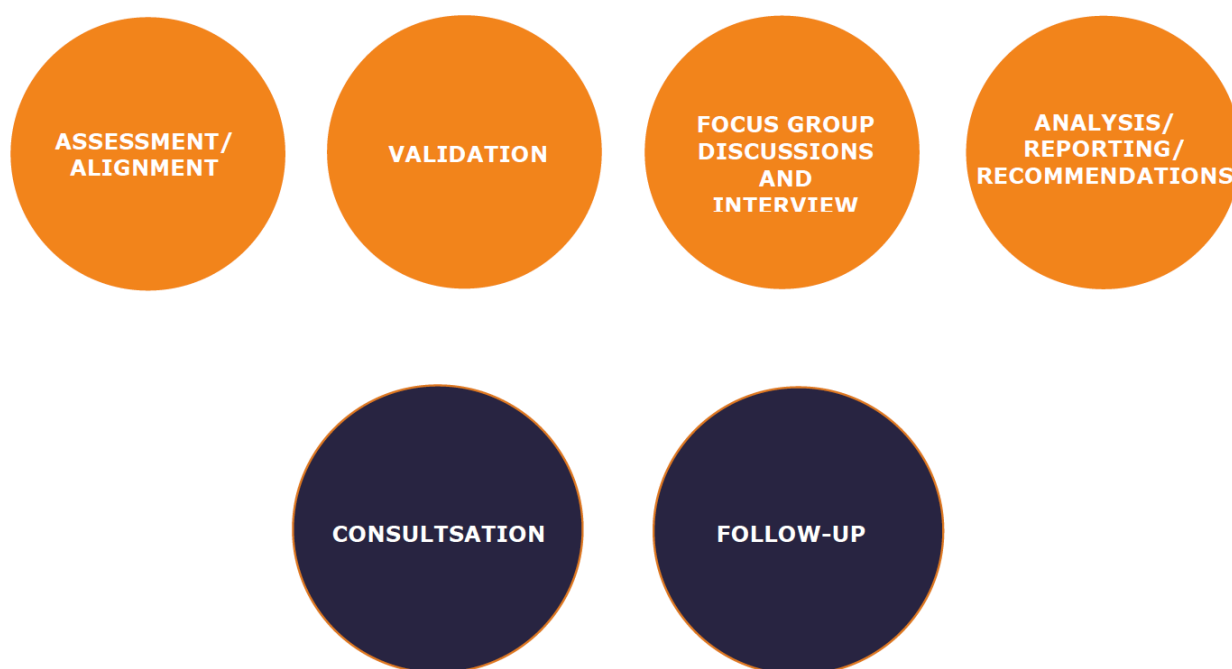 ASSESSMENT/
ALIGNMENT
VALIDATION
FOCUS GROUP
DISCUSSIONS
AND
INTERVIEW
ANALYSIS/
REPORTING/
RECOMMENDATIONS
CONSULTSATION
FOLLOW-UP